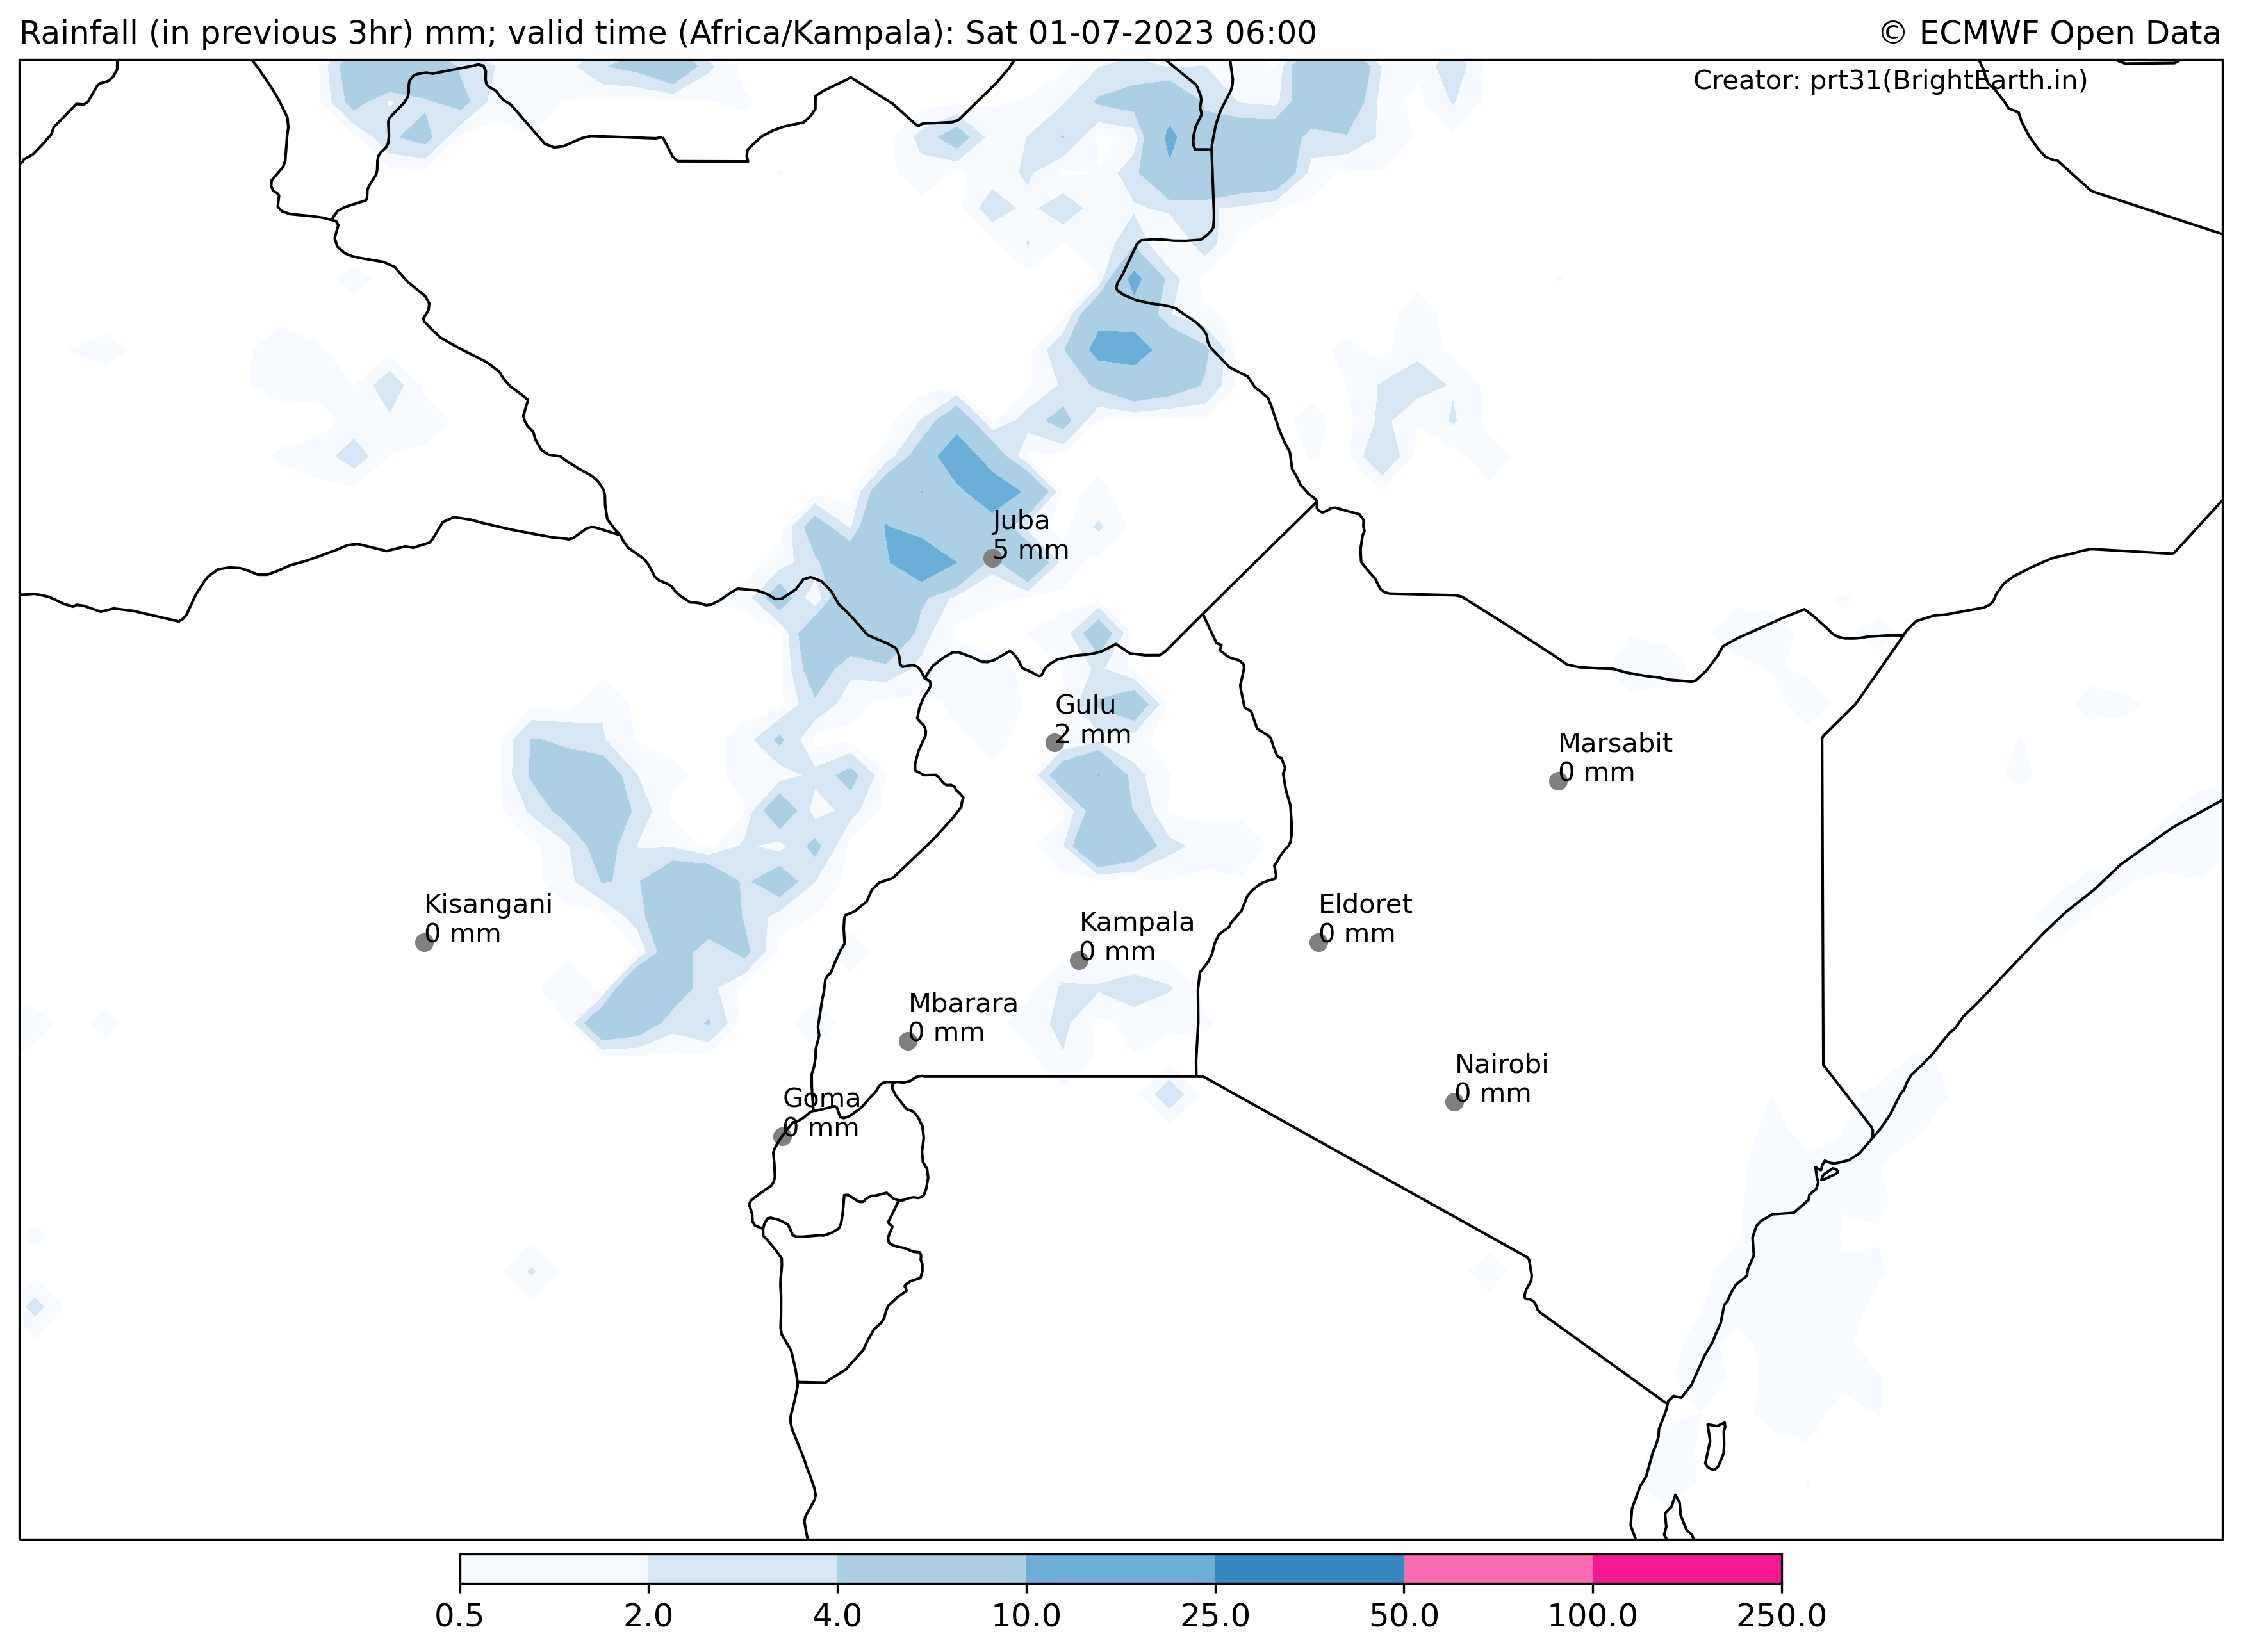 Rainfall (in previous 3hr) mm; valid time (Africa/Kampala): Sat 01-07-2023 06:00
© ECMWF Open Data
Creator: prt31(BrightEarth.in)
Juba
5 mm
Gulu
2 mm
Marsabit
0 mm
Kisangani
0 mm
Eldoret
0 mm
Kampala
0 mm
Mbarara
0 mm
Nairobi
0 mm
Goma
0 mm
0.5 2.0 4.0 10.0 25.0 50.0 100.0 250.0